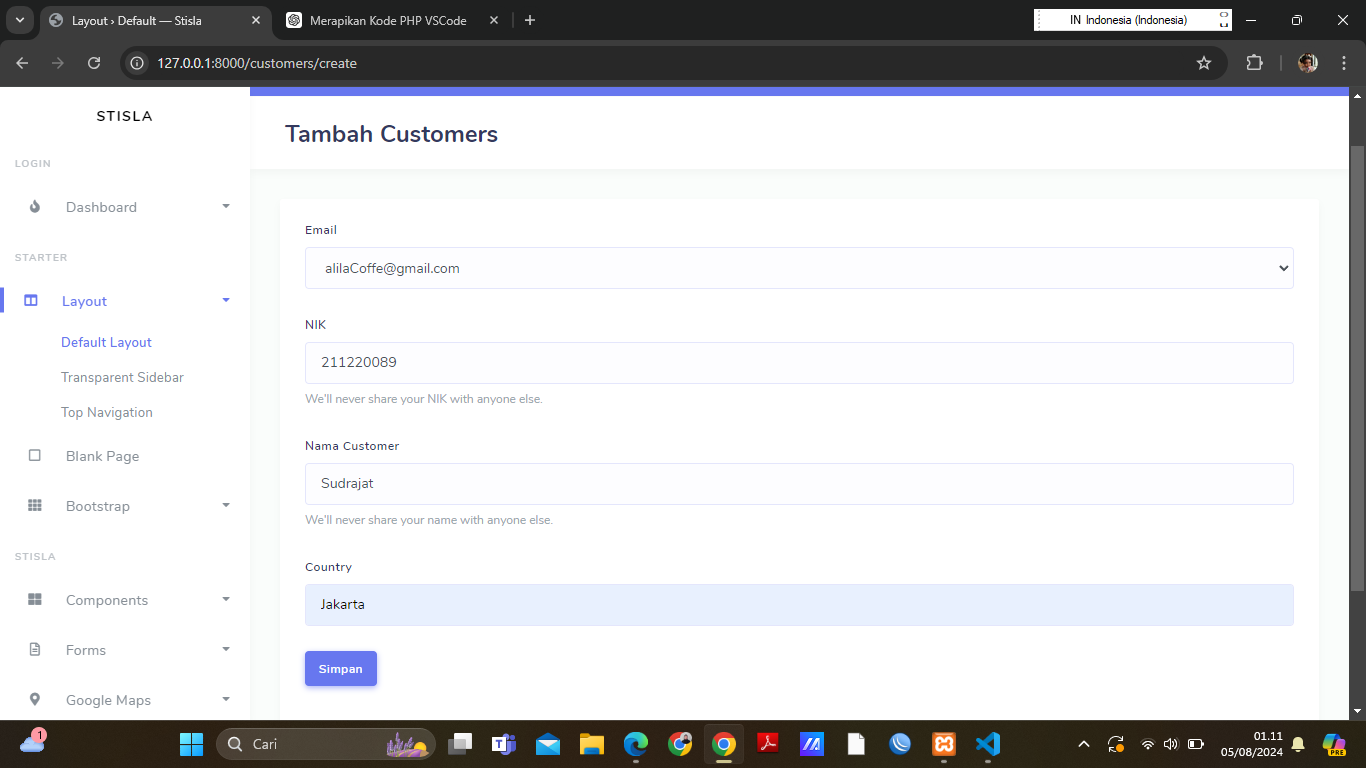 Layout › Default — Stisla
Merapikan Kode PHP VSCode
IN Indonesia (Indonesia)
127.0.0.1:8000/customers/create
STISLA
LOGIN
Dashboard
STARTER
Layout
Default Layout
Transparent Sidebar
Top Navigation
Blank Page
Bootstrap
STISLA
Components
Forms
Google Maps
Tambah Customers
Email
alilaCoffe@gmail.com
NIK
211220089
We'll never share your NIK with anyone else.
Nama Customer
Sudrajat
We'll never share your name with anyone else.
Country
Jakarta
Simpan
1
Cari
01.11
05/08/2024
PRE